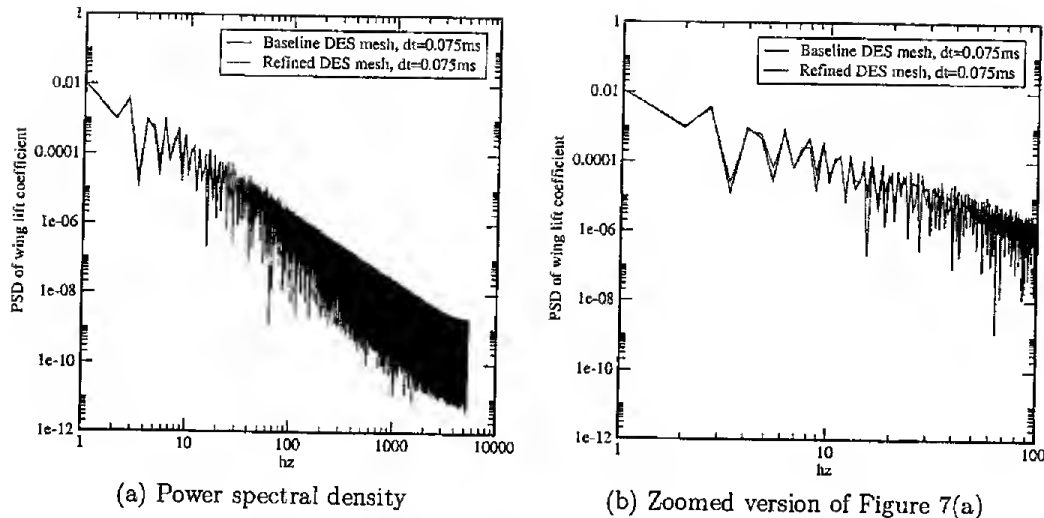 1
0.01
0.0001
1e-06
1e-08
1e-10
1e-12
PSD of wing lift coefficient
Baseline DES mesh, dt=0.075ms
Refined DES mesh, dt=0.075ms
1
10
100
1000
10000
hz
(a) Power spectral density
1
0.01
0.0001
1e-06
1e-08
1e-10
1e-12
PSD of wing lift coefficient
Baseline DES mesh, dt=0.075ms
Refined DES mesh, dt=0.075ms
1
10
100
hz
(b) Zoomed version of Figure 7(a)